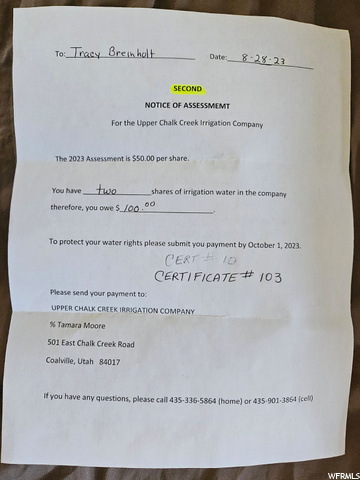 To: Tracy Breinholt Date: 8-28-23
SECOND
NOTICE OF ASSESSMEMT
For the Upper Chalk Creek Irrigation Company
The 2023 Assessment is $50.00 per share.
You have two shares of irrigation water in the company
therefore, you owe $ 100.00.
To protect your water rights please submit you payment by October 1, 2023.
CERT # 10
CERTIFICATE # 103
Please send your payment to:
UPPER CHALK CREEK IRRIGATION COMPANY
% Tamara Moore
501 East Chalk Creek Road
Coalville, Utah 84017
If you have any questions, please call 435-336-5864 (home) or 435-901-3864 (cell)
WFRMLS